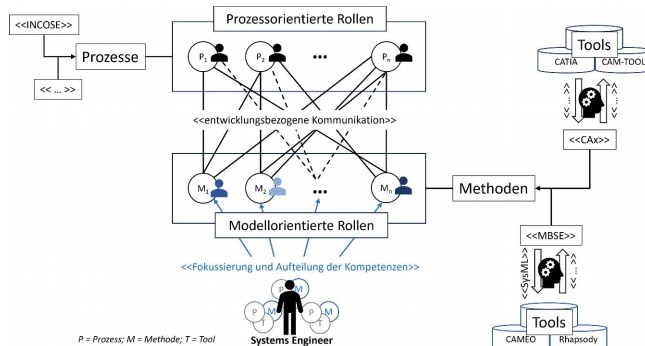 <<INCOSE>>
Prozesse
<< ... >>
Prozessorientierte Rollen
P1
P2
...
Pn
<<entwicklungsbezogene Kommunikation>>
M1
M2
...
Mn
Modellorientierte Rollen
Methoden
<<Fokussierung und Aufteilung der Kompetenzen>>
P M
P M
T
P M
T
Systems Engineer
P = Prozess; M = Methode; T = Tool
Tools
CATIA
CAM-TOOL
<<...>>
<<...>>
<<CAx>>
<<MBSE>>
<<SysML>>
<<...>>
Tools
CAMEO
Rhapsody